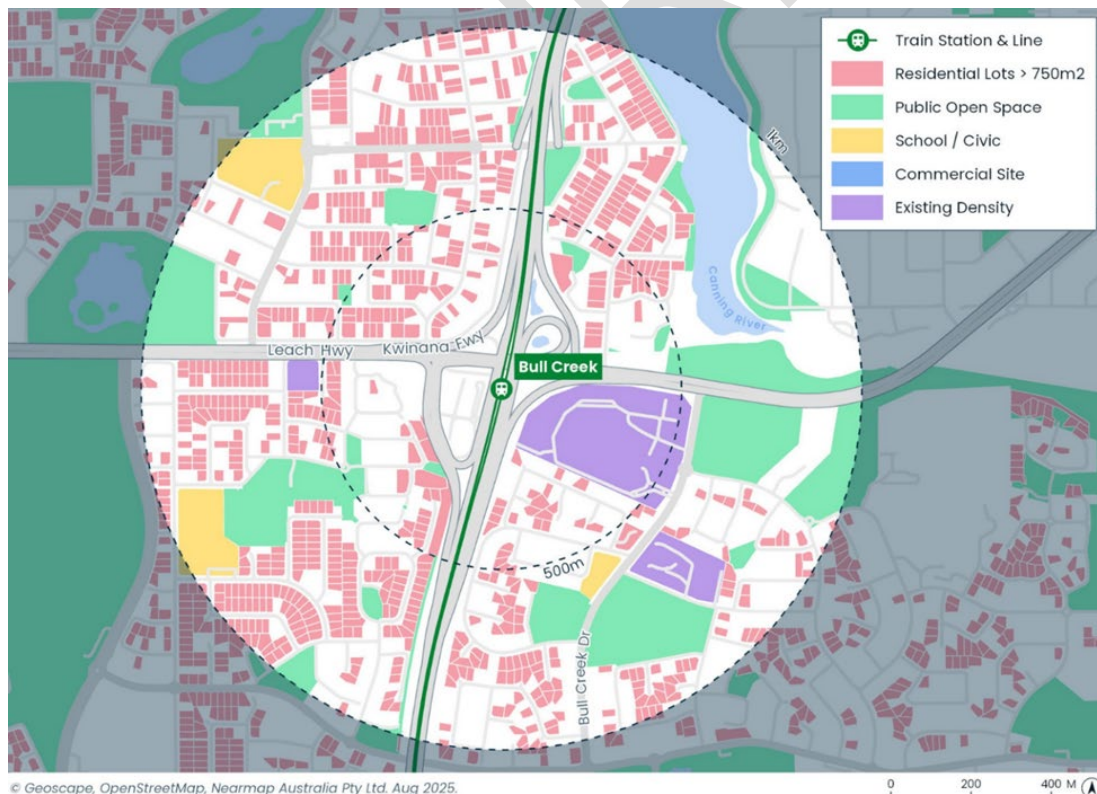 Train Station & Line
Residential Lots > 750m2
Public Open Space
School / Civic
Commercial Site
Existing Density
1km
Canning River
Leach Hwy
Kwinana Fwy
Bull Creek
500m
Bull Creek Dr
© Geoscape, OpenStreetMap, Nearmap Australia Pty Ltd. Aug 2025.
0 200 400 M